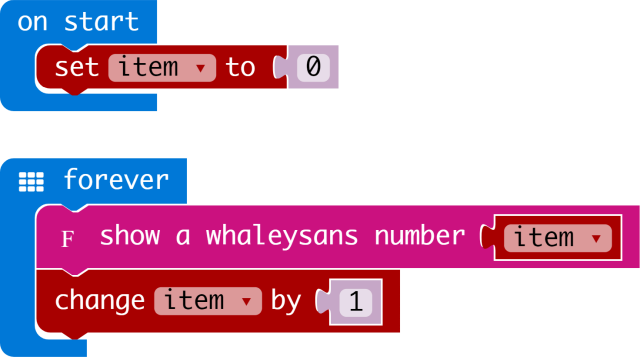 on start
set item to 0
forever
F show a whaleysans number item
change item by 1